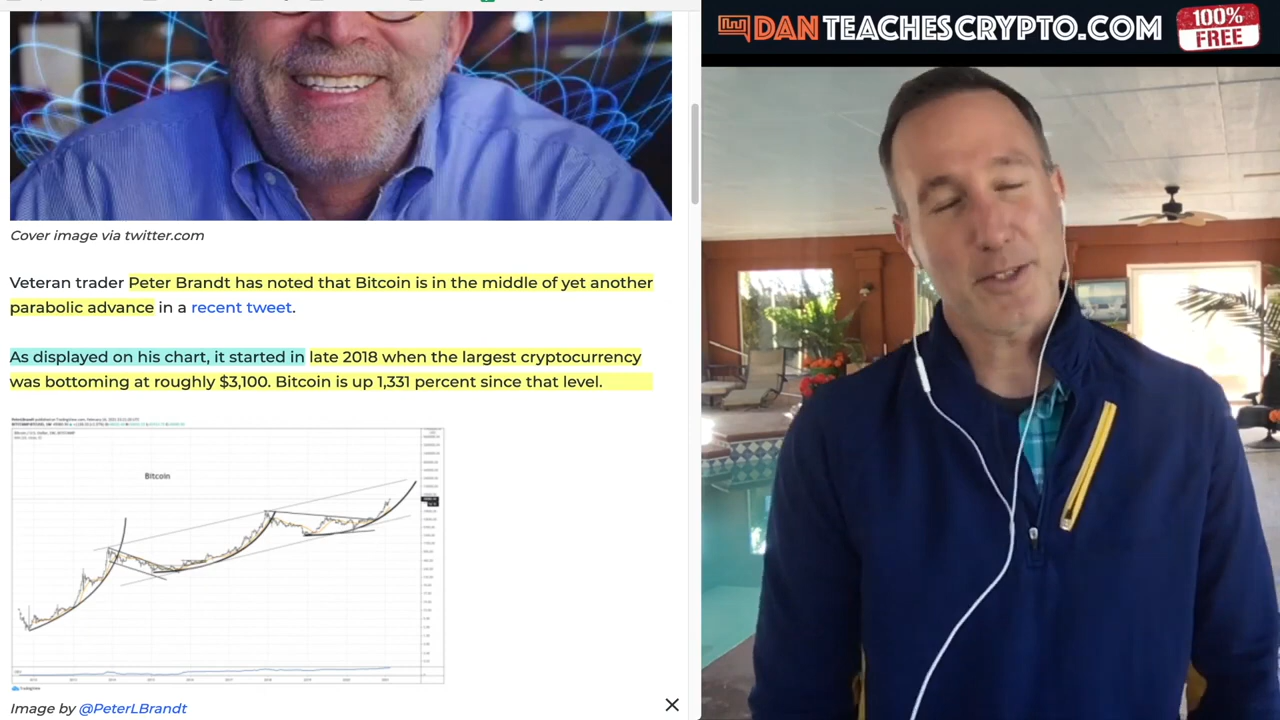 DANTEACHESCRYPTO.COM
100%
FREE
Cover image via twitter.com
Veteran trader Peter Brandt has noted that Bitcoin is in the middle of yet another
parabolic advance in a recent tweet.
As displayed on his chart, it started in late 2018 when the largest cryptocurrency
was bottoming at roughly $3,100. Bitcoin is up 1,331 percent since that level.
Bitcoin
TradingView
Image by @PeterLBrandt